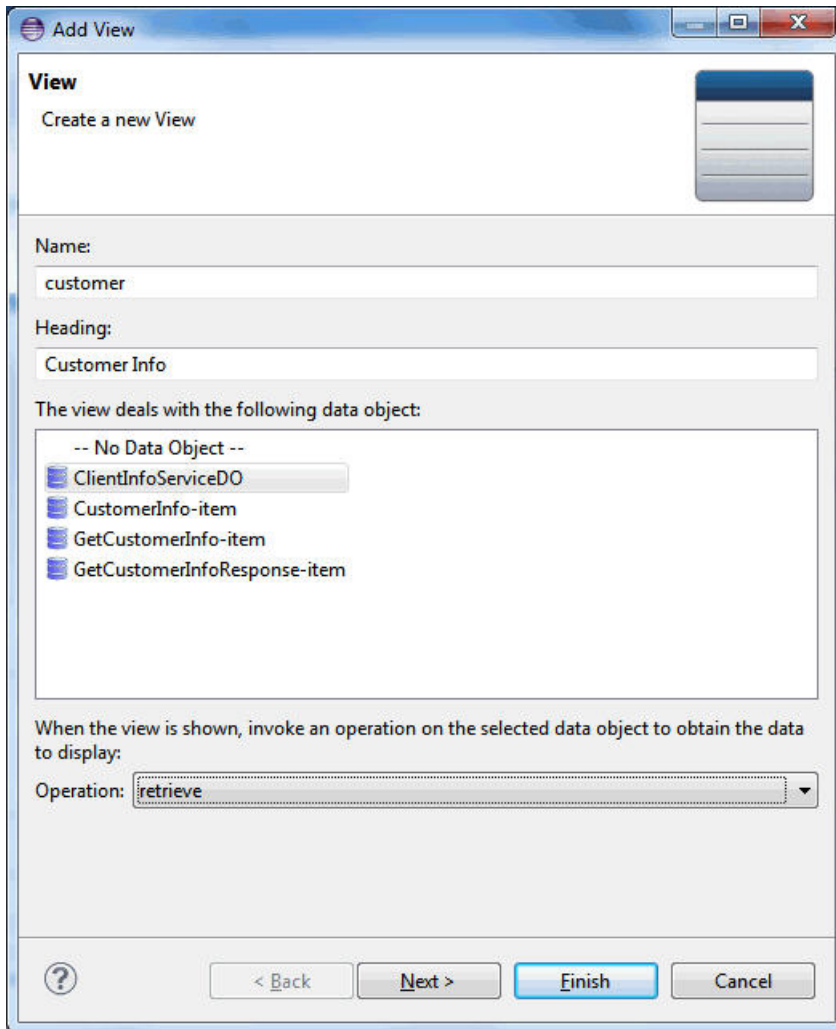 Add View
View
Create a new View
Name:
customer
Heading:
Customer Info
The view deals with the following data object:
-- No Data Object --
ClientInfoServiceDO
CustomerInfo-item
GetCustomerInfo-item
GetCustomerInfoResponse-item
When the view is shown, invoke an operation on the selected data object to obtain the data
to display:
Operation: retrieve
? < Back Next > Finish Cancel